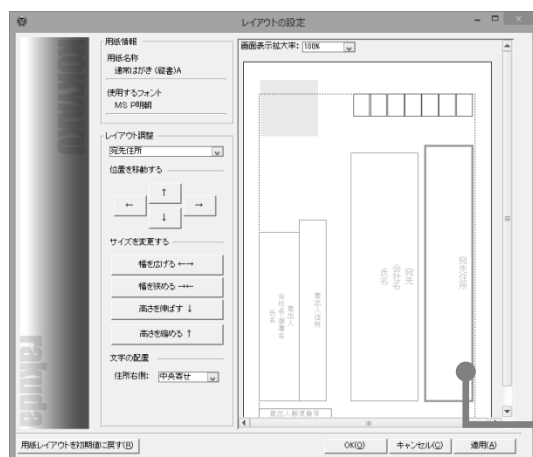 レイアウトの設定
KOKYAKU
rakuda
用紙情報
用紙名称
通常はがき (縦書)A
使用するフォント
MS P明朝
レイアウト調整
宛先住所
位置を移動する
↑
← →
↓
サイズを変更する
幅を広げる ←→
幅を狭める →←
高さを伸ばす ↓
高さを縮める ↑
文字の配置
住所右側: 中央寄せ
画面表示拡大率: 100%
宛先住所
宛先
会社名
氏名
差出人住所
差出人
会社名・部署名
氏名
差出人郵便番号
用紙レイアウトを初期値に戻す(R)
OK(O) キャンセル(C) 適用(A)